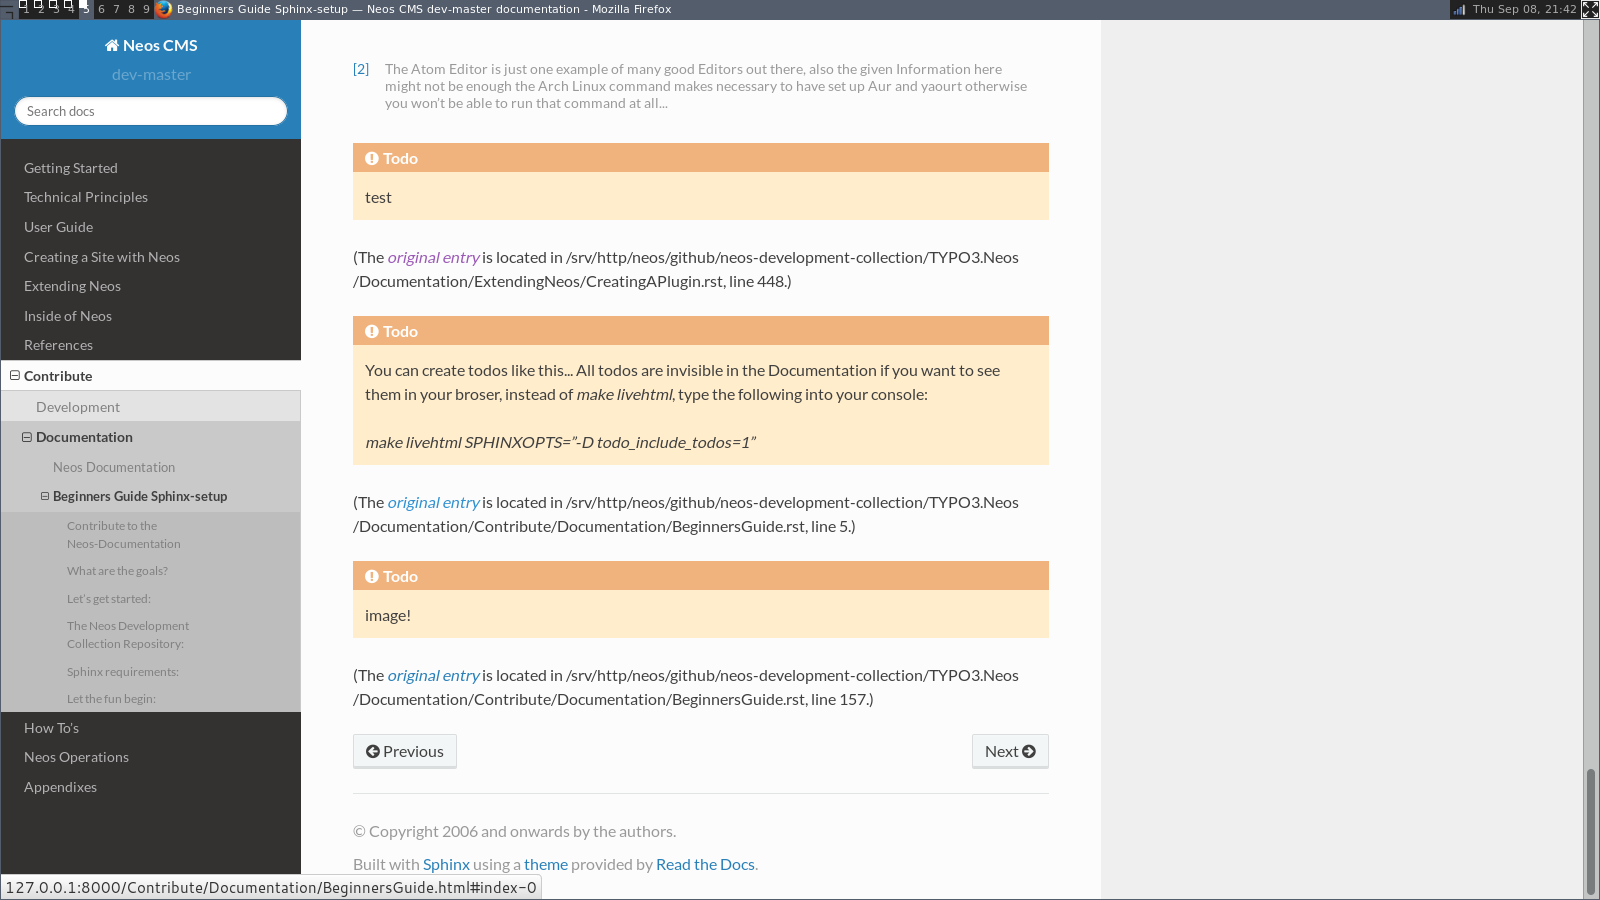 1 2 3 4 5 6 7 8 9 Beginners Guide Sphinx-setup — Neos CMS dev-master documentation - Mozilla Firefox
Thu Sep 08, 21:42
Neos CMS
dev-master
Search docs
Getting Started
Technical Principles
User Guide
Creating a Site with Neos
Extending Neos
Inside of Neos
References
Contribute
Development
Documentation
Neos Documentation
Beginners Guide Sphinx-setup
Contribute to the
Neos-Documentation
What are the goals?
Let's get started:
The Neos Development
Collection Repository:
Sphinx requirements:
Let the fun begin:
How To's
Neos Operations
Appendixes
[2] The Atom Editor is just one example of many good Editors out there, also the given Information here
might not be enough the Arch Linux command makes necessary to have set up Aur and yaourt otherwise
you won't be able to run that command at all...
Todo
test
(The original entry is located in /srv/http/neos/github/neos-development-collection/TYPO3.Neos
/Documentation/ExtendingNeos/CreatingAPlugin.rst, line 448.)
Todo
You can create todos like this... All todos are invisible in the Documentation if you want to see
them in your broser, instead of make livehtml, type the following into your console:
make livehtml SPHINXOPTS=”-D todo_include_todos=1”
(The original entry is located in /srv/http/neos/github/neos-development-collection/TYPO3.Neos
/Documentation/Contribute/Documentation/BeginnersGuide.rst, line 5.)
Todo
image!
(The original entry is located in /srv/http/neos/github/neos-development-collection/TYPO3.Neos
/Documentation/Contribute/Documentation/BeginnersGuide.rst, line 157.)
Previous
Next
© Copyright 2006 and onwards by the authors.
Built with Sphinx using a theme provided by Read the Docs.
127.0.0.1:8000/Contribute/Documentation/BeginnersGuide.html#index-0